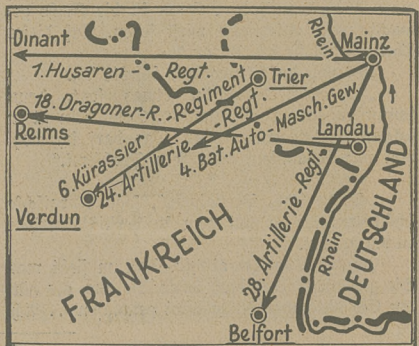 Dinant
Rhein
Mainz
1. Husaren - Regt.
Trier
18. Dragoner-R. -Regiment
Reims
6. Kürassier
24. Artillerie -Regt.
4. Bat. Auto-Masch. Gew.
Landau
Verdun
28. Artillerie-Regt.
Rhein
DEUTSCHLAND
FRANKREICH
Belfort